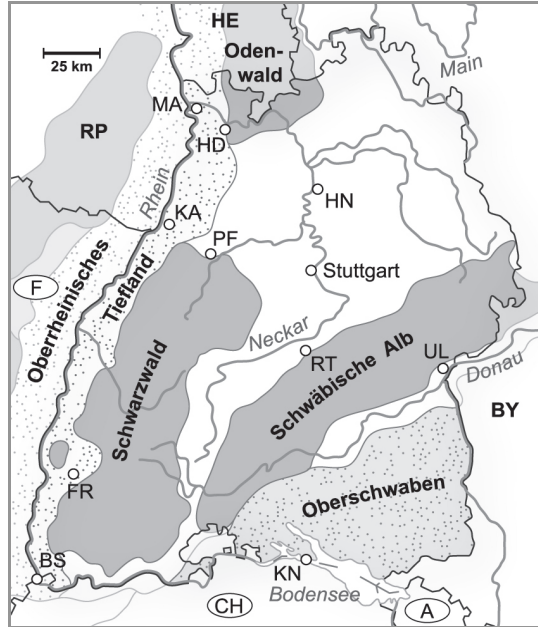 HE
Oden-
wald
25 km
Main
MA
RP
HD
Rhein
HN
KA
PF
Stuttgart
F
Oberrheinisches
Tiefland
Neckar
RT
UL
Donau
Schwäbische Alb
Schwarzwald
BY
Oberschwaben
FR
BS
KN
Bodensee
CH
A